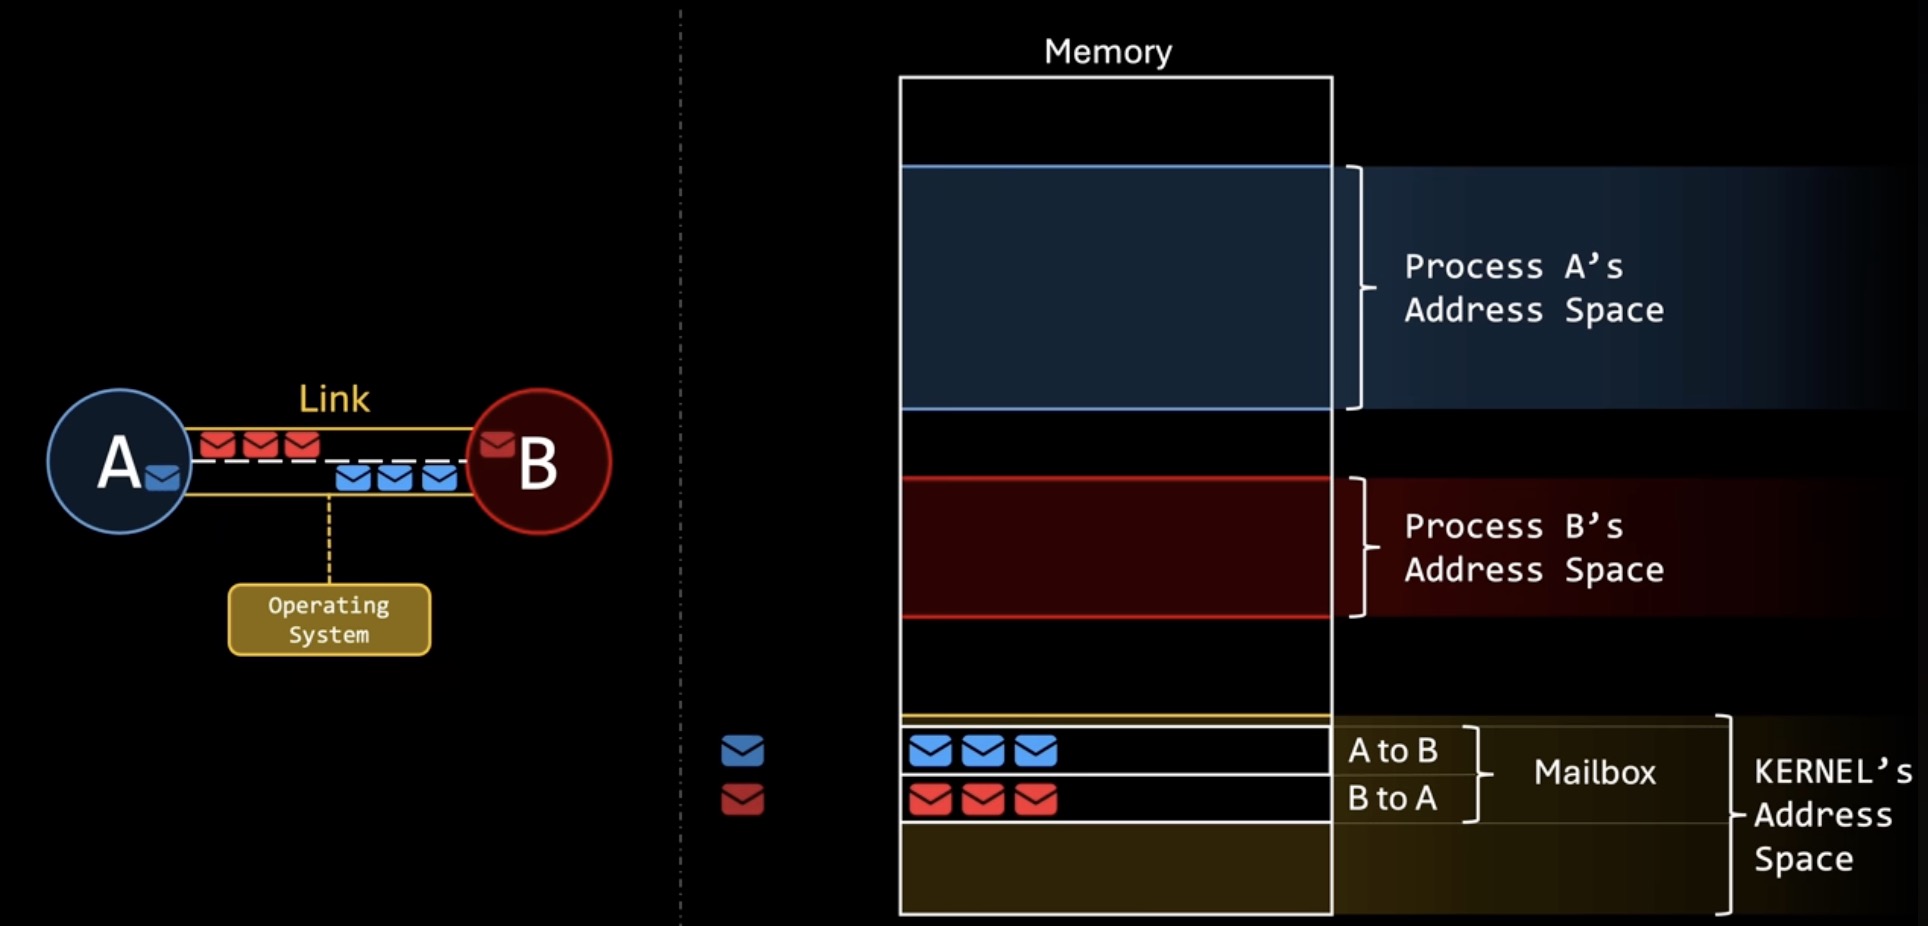 A
Link
B
Operating
System
Memory
Process A’s
Address Space
Process B’s
Address Space
A to B
B to A
Mailbox
KERNEL’s
Address
Space